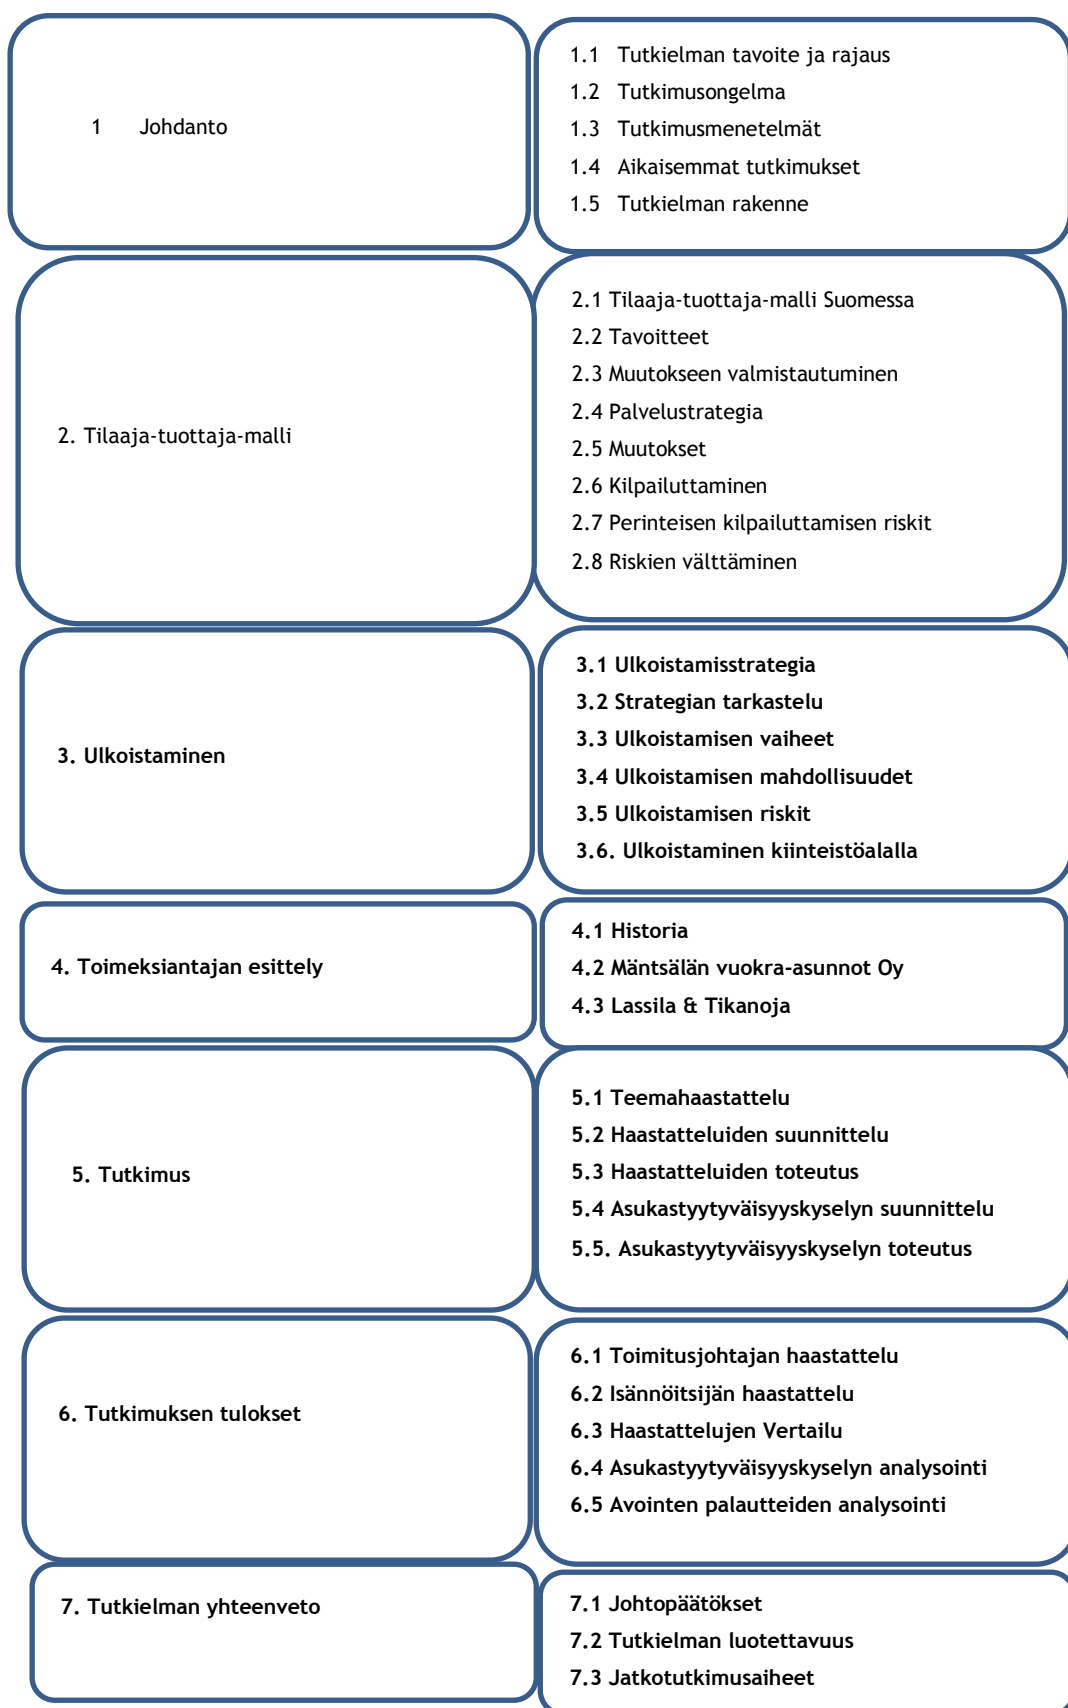 1 Johdanto
1.1 Tutkielman tavoite ja rajaus
1.2 Tutkimusongelma
1.3 Tutkimusmenetelmät
1.4 Aikaisemmat tutkimukset
1.5 Tutkielman rakenne
2. Tilaaja-tuottaja-malli
2.1 Tilaaja-tuottaja-malli Suomessa
2.2 Tavoitteet
2.3 Muutokseen valmistautuminen
2.4 Palvelustrategia
2.5 Muutokset
2.6 Kilpailuttaminen
2.7 Perinteisen kilpailuttamisen riskit
2.8 Riskien välttäminen
3. Ulkoistaminen
3.1 Ulkoistamisstrategia
3.2 Strategian tarkastelu
3.3 Ulkoistamisen vaiheet
3.4 Ulkoistamisen mahdollisuudet
3.5 Ulkoistamisen riskit
3.6. Ulkoistaminen kiinteistöalalla
4. Toimeksiantajan esittely
4.1 Historia
4.2 Mäntsälän vuokra-asunnot Oy
4.3 Lassila & Tikanoja
5. Tutkimus
5.1 Teemahaastattelu
5.2 Haastatteluiden suunnittelu
5.3 Haastatteluiden toteutus
5.4 Asukastyytyväisyyskyselyn suunnittelu
5.5. Asukastyytyväisyyskyselyn toteutus
6. Tutkimuksen tulokset
6.1 Toimitusjohtajan haastattelu
6.2 Isännöitsijän haastattelu
6.3 Haastattelujen Vertailu
6.4 Asukastyytyväisyyskyselyn analysointi
6.5 Avointen palautteiden analysointi
7. Tutkielman yhteenveto
7.1 Johtopäätökset
7.2 Tutkielman luotettavuus
7.3 Jatkotutkimusaiheet